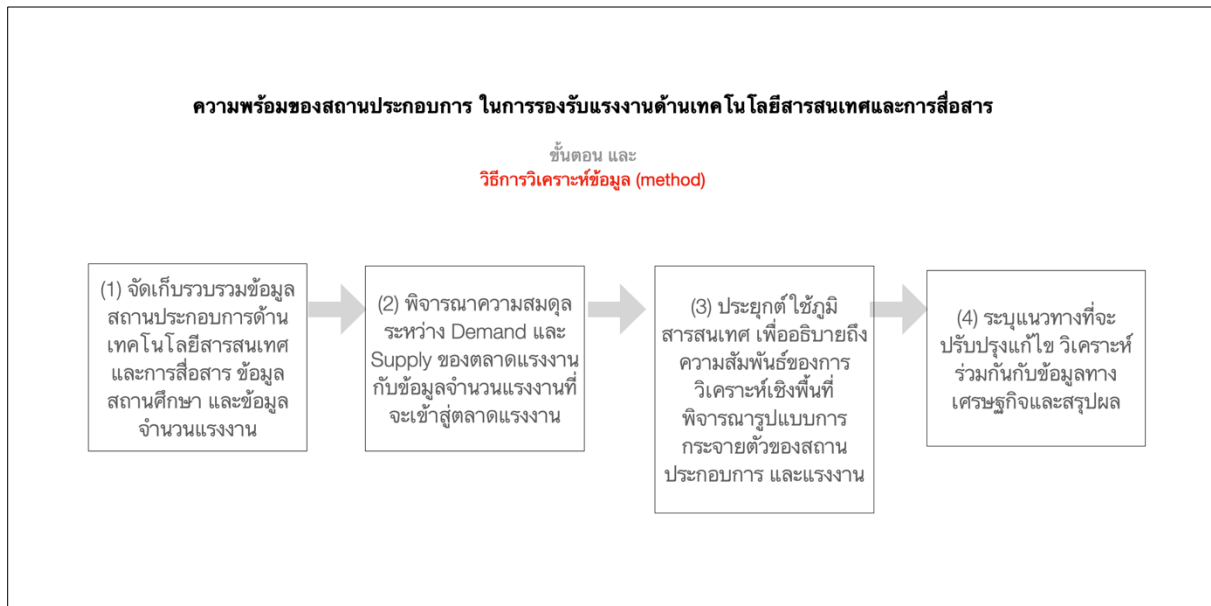 ความพร้อมของสถานประกอบการ ในการรองรับแรงงานด้านเทคโนโลยีสารสนเทศและการสื่อสาร
ขั้นตอน และ
วิธีการวิเคราะห์ข้อมูล (method)
(1) จัดเก็บรวบรวมข้อมูล
สถานประกอบการด้าน
เทคโนโลยีสารสนเทศ
และการสื่อสาร ข้อมูล
สถานศึกษา และข้อมูล
จำนวนแรงงาน
(2) พิจารณาความสมดุล
ระหว่าง Demand และ
Supply ของตลาดแรงงาน
กับข้อมูลจำนวนแรงงานที่
จะเข้าสู่ตลาดแรงงาน
(3) ประยุกต์ ใช้ภูมิ
สารสนเทศ เพื่ออธิบายถึง
ความสัมพันธ์ของการ
วิเคราะห์เชิงพื้นที่
พิจารณารูปแบบการ
กระจายตัวของสถาน
ประกอบการ และแรงงาน
(4) ระบุแนวทางที่จะ
ปรับปรุงแก้ไข วิเคราะห์
ร่วมกันกับข้อมูลทาง
เศรษฐกิจและสรุปผล